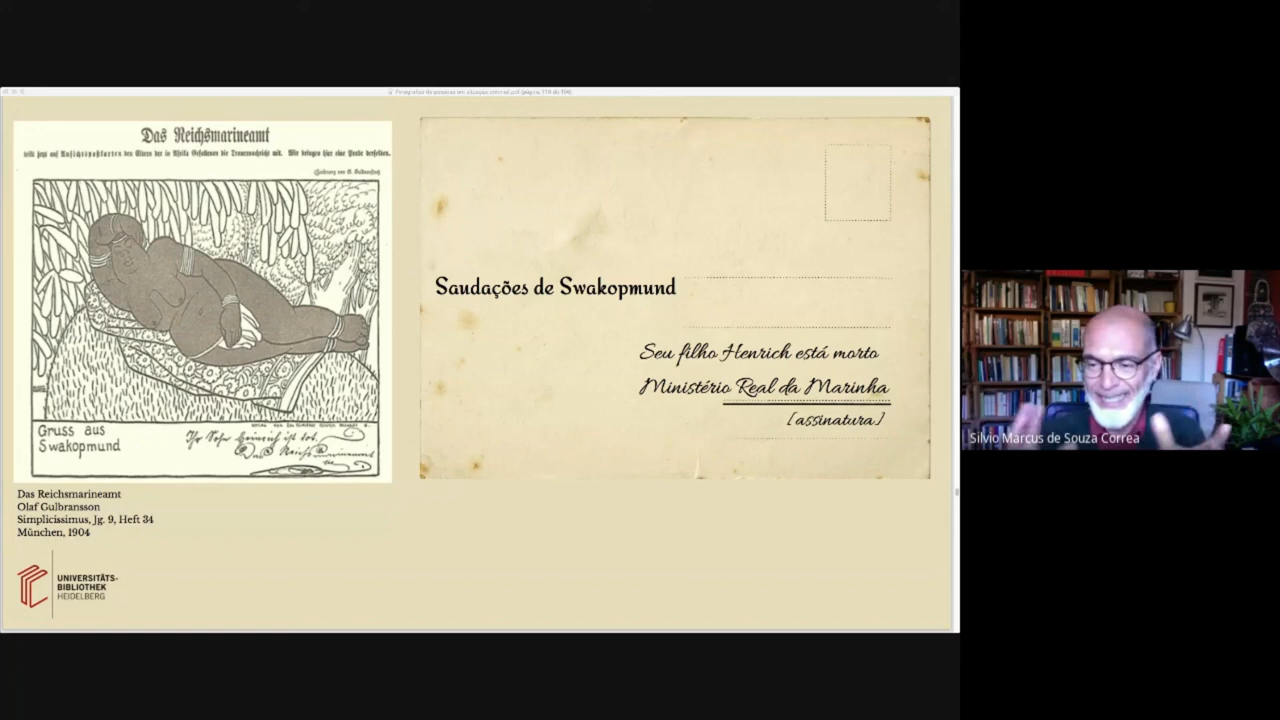 Das Reichsmarineamt
teilt jetzt auf Ansichtspostkarten den Eltern der in Afrika Gefallenen die Trauernachricht mit. Wir bringen hier eine Probe derselben.
(Zeichnung von O. Gulbransson)
Gruss aus
Swakopmund
Ihr Sohn Heinrich ist tot.
Das Reichsmarineamt
Das Reichsmarineamt
Olaf Gulbransson
Simplicissimus, Jg. 9, Heft 34
München, 1904
UNIVERSITÄTS-
BIBLIOTHEK
HEIDELBERG
Saudações de Swakopmund
Seu filho Henrich está morto
Ministério Real da Marinha
[assinatura]
Silvio Marcus de Souza Correa